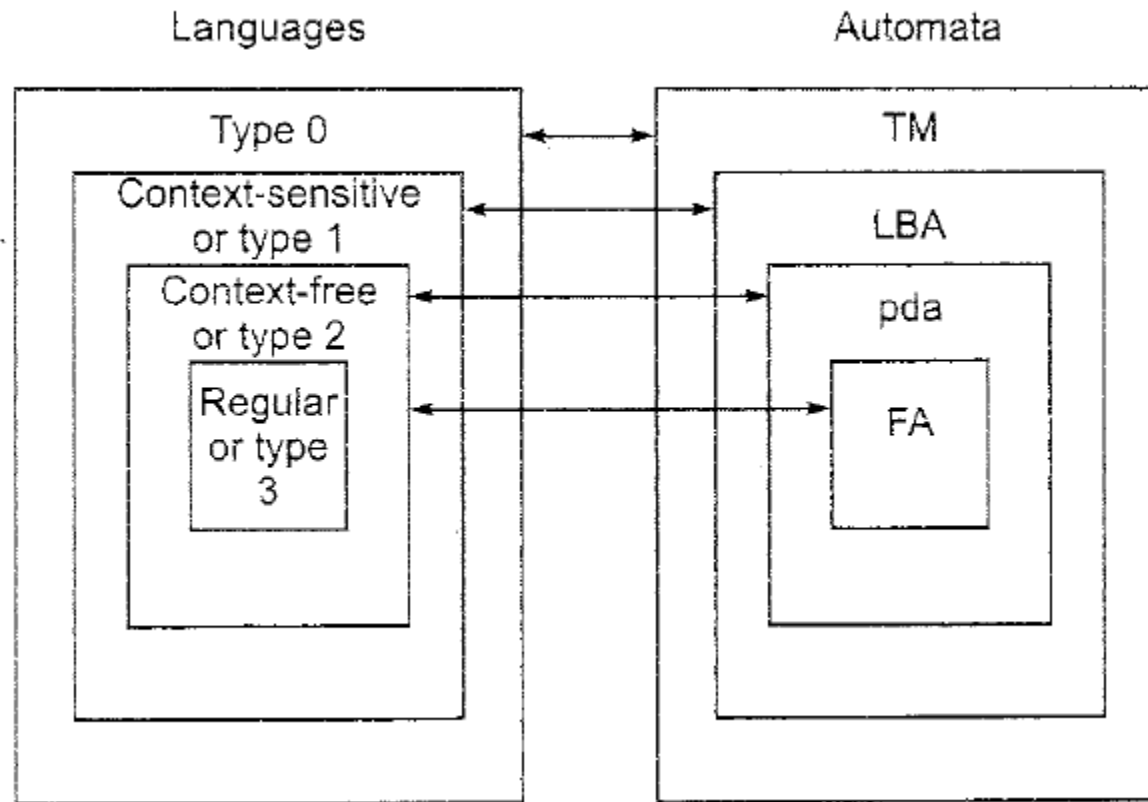 Languages
Automata
Type 0
TM
Context-sensitive
or type 1
LBA
Context-free
or type 2
pda
Regular
or type
3
FA